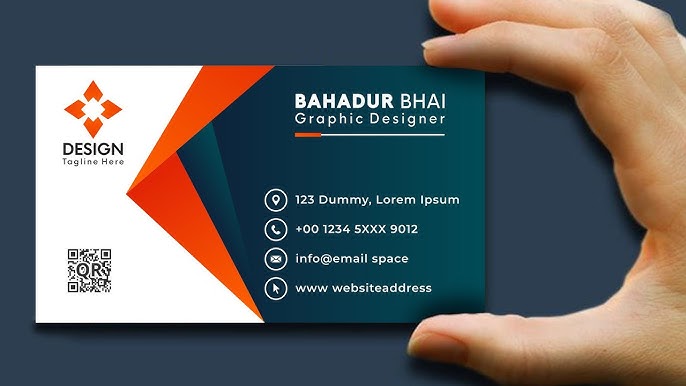 DESIGN
Tagline Here
QR
BAHADUR BHAI
Graphic Designer
123 Dummy, Lorem Ipsum
+00 1234 5XXX 9012
info@email space
www websiteaddress